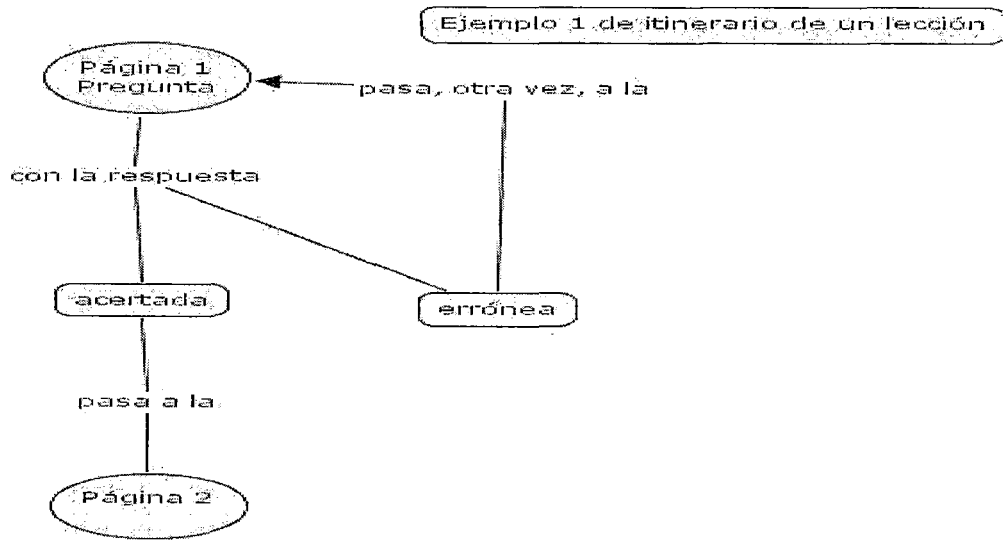 Ejemplo 1 de itinerario de un lección
Página 1
Pregunta
pasa, otra vez, a la
con la respuesta
acertada
errónea
pasa a la
Página 2